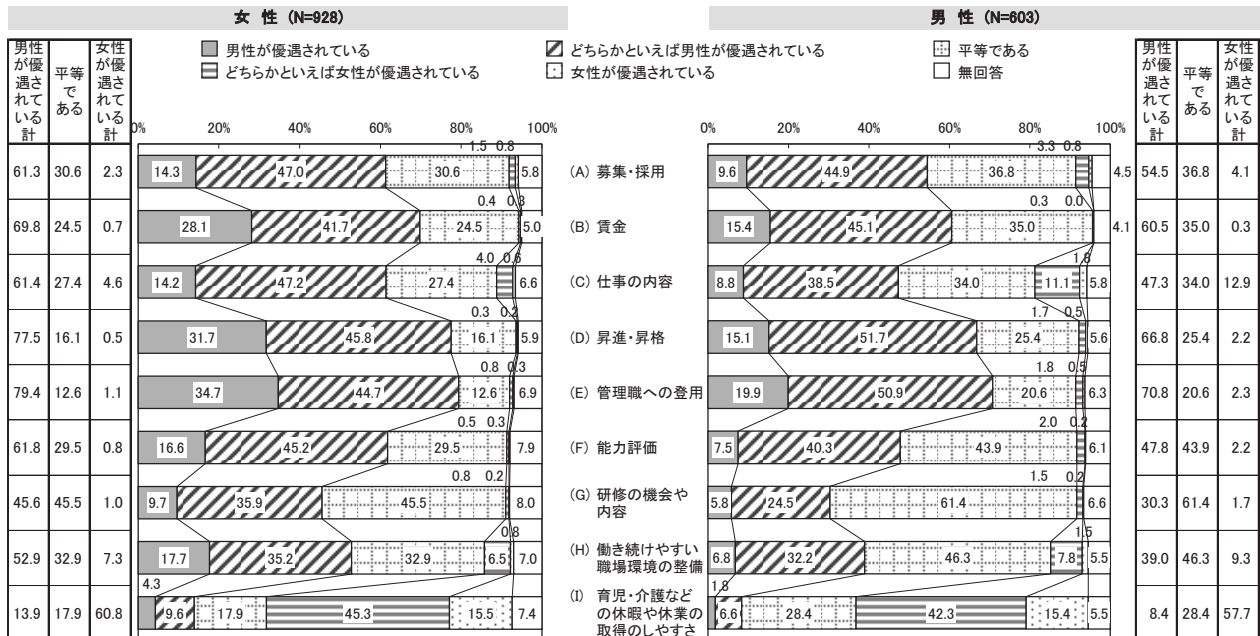 女 性 (N=928)
男 性 (N=603)
男性が優遇されている
どちらかといえば男性が優遇されている
平等である
どちらかといえば女性が優遇されている
女性が優遇されている
無回答
男性が優遇されている計
平等である
女性が優遇されている計
男性が優遇されている計
平等である
女性が優遇されている計
0% 20% 40% 60% 80% 100%
0% 20% 40% 60% 80% 100%
1.5 0.8
3.3 0.8
61.3 30.6 2.3 14.3 47.0 30.6 5.8 (A) 募集・採用 9.6 44.9 36.8 4.5 54.5 36.8 4.1
0.4 0.3
0.3 0.0
69.8 24.5 0.7 28.1 41.7 24.5 5.0 (B) 賃金 15.4 45.1 35.0 4.1 60.5 35.0 0.3
4.0 0.6
1.8
61.4 27.4 4.6 14.2 47.2 27.4 6.6 (C) 仕事の内容 8.8 38.5 34.0 11.1 5.8 47.3 34.0 12.9
0.3 0.2
1.7 0.5
77.5 16.1 0.5 31.7 45.8 16.1 5.9 (D) 昇進・昇格 15.1 51.7 25.4 5.6 66.8 25.4 2.2
0.8 0.3
1.8 0.5
79.4 12.6 1.1 34.7 44.7 12.6 6.9 (E) 管理職への登用 19.9 50.9 20.6 6.3 70.8 20.6 2.3
0.5 0.3
2.0 0.2
61.8 29.5 0.8 16.6 45.2 29.5 7.9 (F) 能力評価 7.5 40.3 43.9 6.1 47.8 43.9 2.2
0.8 0.2
1.5 0.2
45.6 45.5 1.0 9.7 35.9 45.5 8.0 (G) 研修の機会や
内容 5.8 24.5 61.4 6.6 30.3 61.4 1.7
0.8
1.5
52.9 32.9 7.3 17.7 35.2 32.9 6.5 7.0 (H) 働き続けやすい
職場環境の整備 6.8 32.2 46.3 7.8 5.5 39.0 46.3 9.3
4.3
1.8
13.9 17.9 60.8 9.6 17.9 45.3 15.5 7.4 (I) 育児・介護など
の休暇や休業の
取得のしやすさ 6.6 28.4 42.3 15.4 5.5 8.4 28.4 57.7